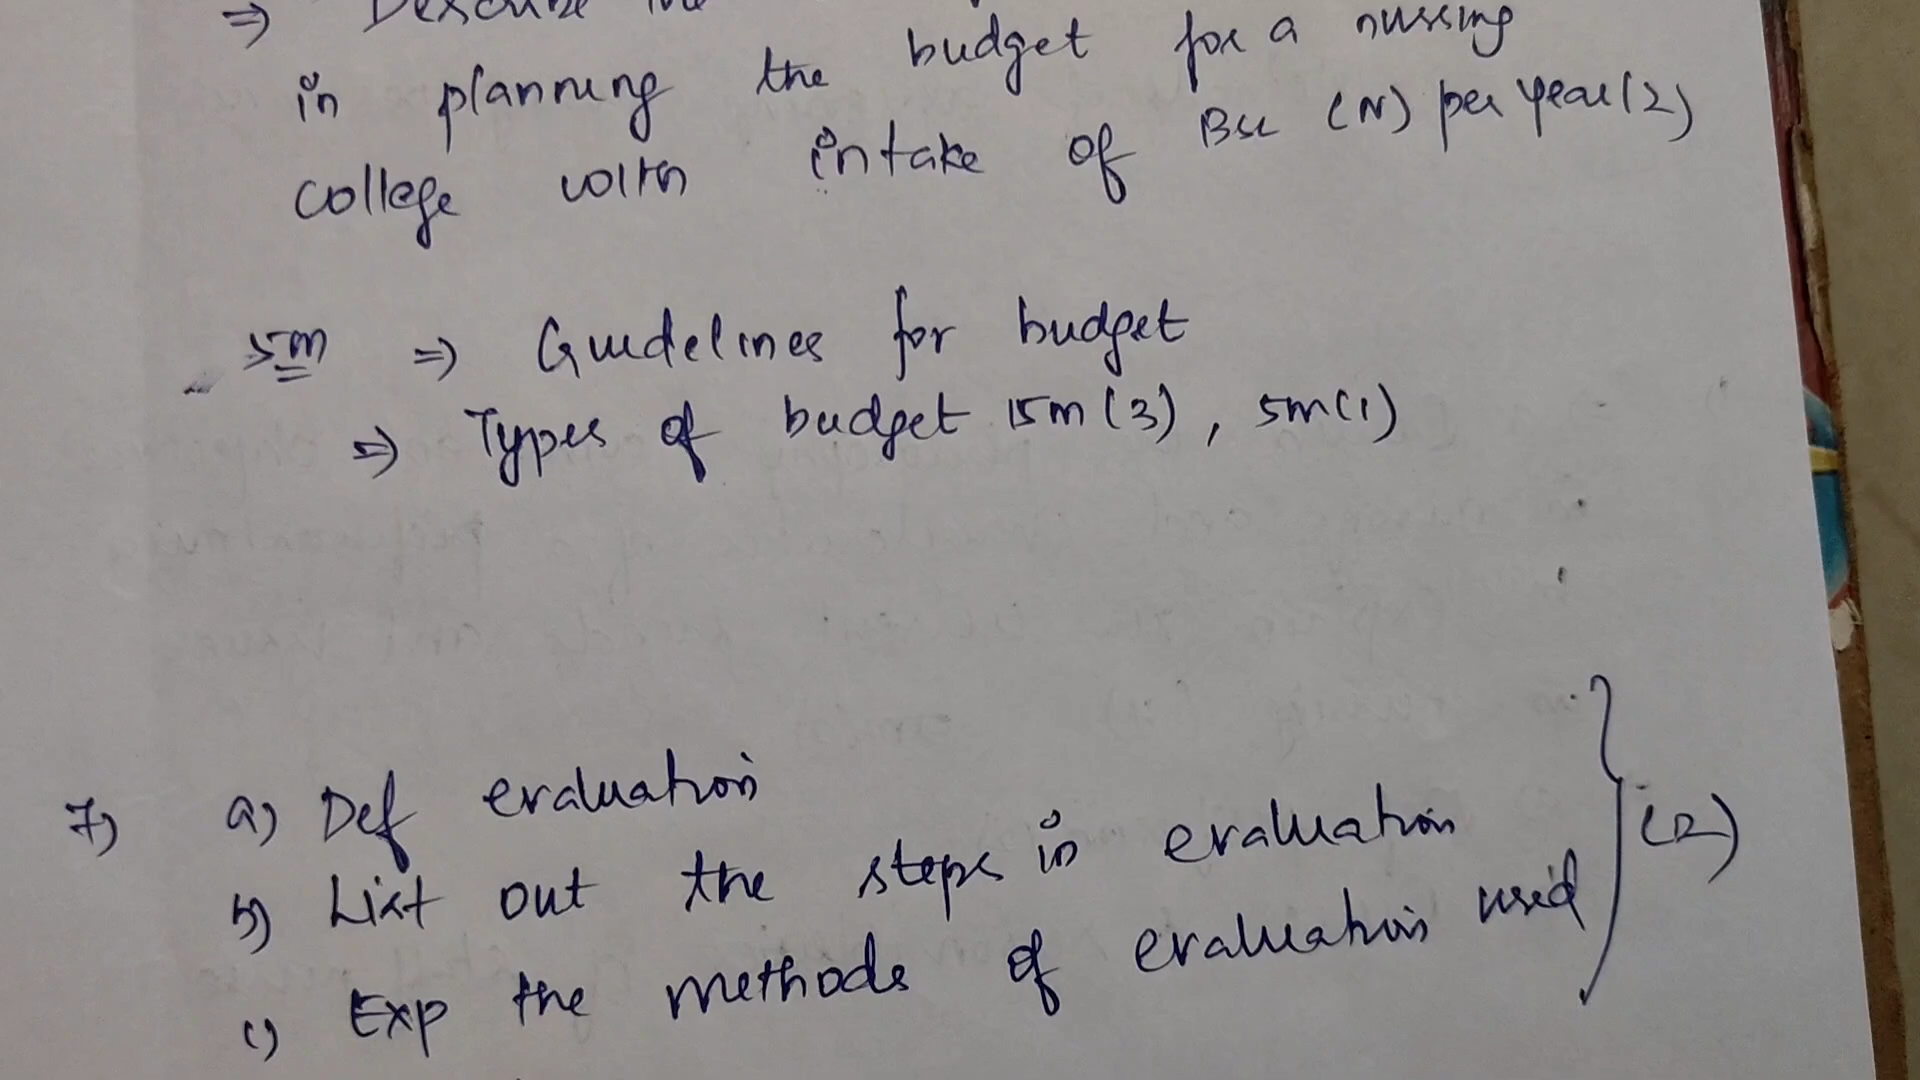 ⇒ Describe the
in planning the budget for a nursing
college with intake of Bsc (N) per year (2)
5m ⇒ Guidelines for budget
⇒ Types of budget 15m (3), 5m (1)
7) a) Def evaluation
b) List out the steps in evaluation
c) Exp the methods of evaluation used } (2)